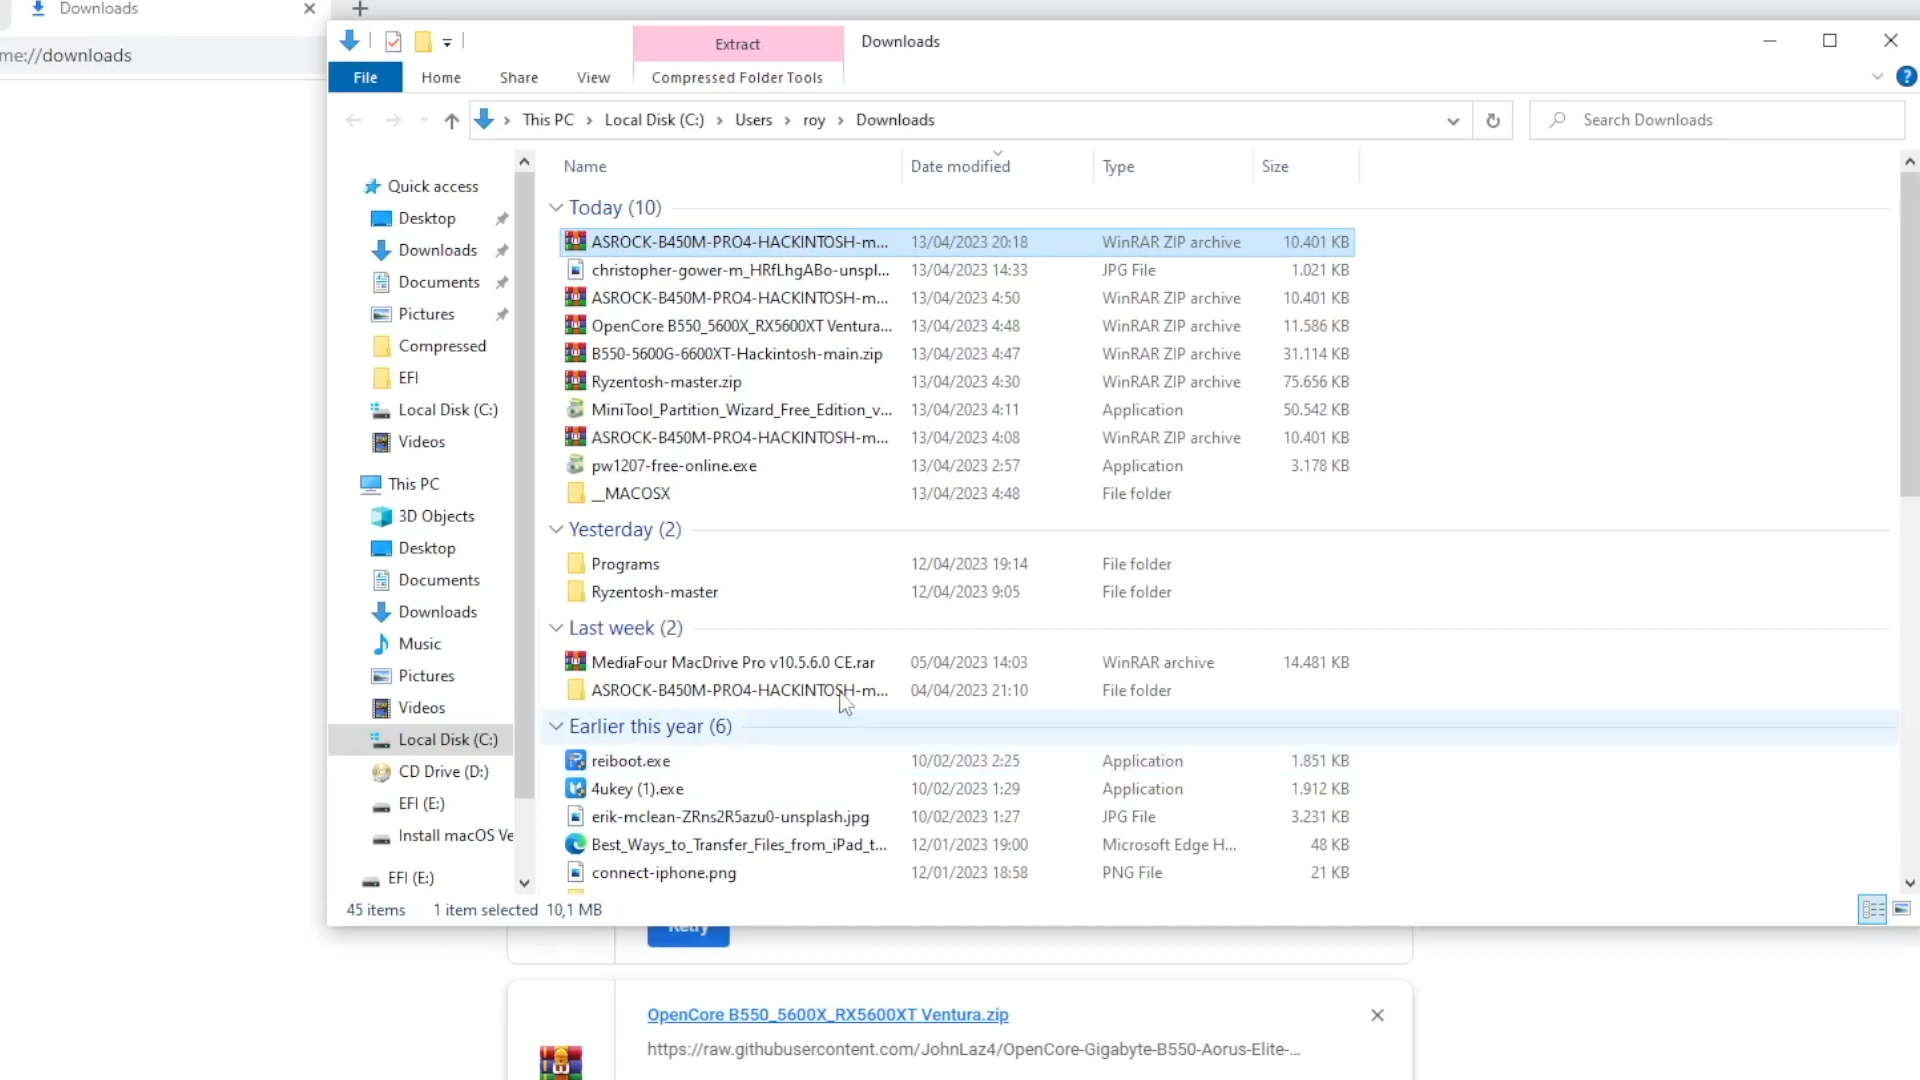 Downloads
me://downloads
Extract
Downloads
File
Home
Share
View
Compressed Folder Tools
This PC
Local Disk (C:)
Users
roy
Downloads
Search Downloads
Quick access
Desktop
Downloads
Documents
Pictures
Compressed
EFI
Local Disk (C:)
Videos
This PC
3D Objects
Desktop
Documents
Downloads
Music
Pictures
Videos
Local Disk (C:)
CD Drive (D:)
EFI (E:)
Install macOS Ve
EFI (E:)
Name Date modified Type Size
Today (10)
ASROCK-B450M-PRO4-HACKINTOSH-m... 13/04/2023 20:18 WinRAR ZIP archive 10.401 KB
christopher-gower-m_HRfLhgABo-unspl... 13/04/2023 14:33 JPG File 1.021 KB
ASROCK-B450M-PRO4-HACKINTOSH-m... 13/04/2023 4:50 WinRAR ZIP archive 10.401 KB
OpenCore B550_5600X_RX5600XT Ventura... 13/04/2023 4:48 WinRAR ZIP archive 11.586 KB
B550-5600G-6600XT-Hackintosh-main.zip 13/04/2023 4:47 WinRAR ZIP archive 31.114 KB
Ryzentosh-master.zip 13/04/2023 4:30 WinRAR ZIP archive 75.656 KB
MiniTool_Partition_Wizard_Free_Edition_v... 13/04/2023 4:11 Application 50.542 KB
ASROCK-B450M-PRO4-HACKINTOSH-m... 13/04/2023 4:08 WinRAR ZIP archive 10.401 KB
pw1207-free-online.exe 13/04/2023 2:57 Application 3.178 KB
__MACOSX 13/04/2023 4:48 File folder
Yesterday (2)
Programs 12/04/2023 19:14 File folder
Ryzentosh-master 12/04/2023 9:05 File folder
Last week (2)
MediaFour MacDrive Pro v10.5.6.0 CE.rar 05/04/2023 14:03 WinRAR archive 14.481 KB
ASROCK-B450M-PRO4-HACKINTOSH-m... 04/04/2023 21:10 File folder
Earlier this year (6)
reiboot.exe 10/02/2023 2:25 Application 1.851 KB
4ukey (1).exe 10/02/2023 1:29 Application 1.912 KB
erik-mclean-ZRns2R5azu0-unsplash.jpg 10/02/2023 1:27 JPG File 3.231 KB
Best_Ways_to_Transfer_Files_from_iPad_t... 12/01/2023 19:00 Microsoft Edge H... 48 KB
connect-iphone.png 12/01/2023 18:58 PNG File 21 KB
45 items 1 item selected 10,1 MB
Retry
OpenCore B550_5600X_RX5600XT Ventura.zip
https://raw.githubusercontent.com/JohnLaz4/OpenCore-Gigabyte-B550-Aorus-Elite-...